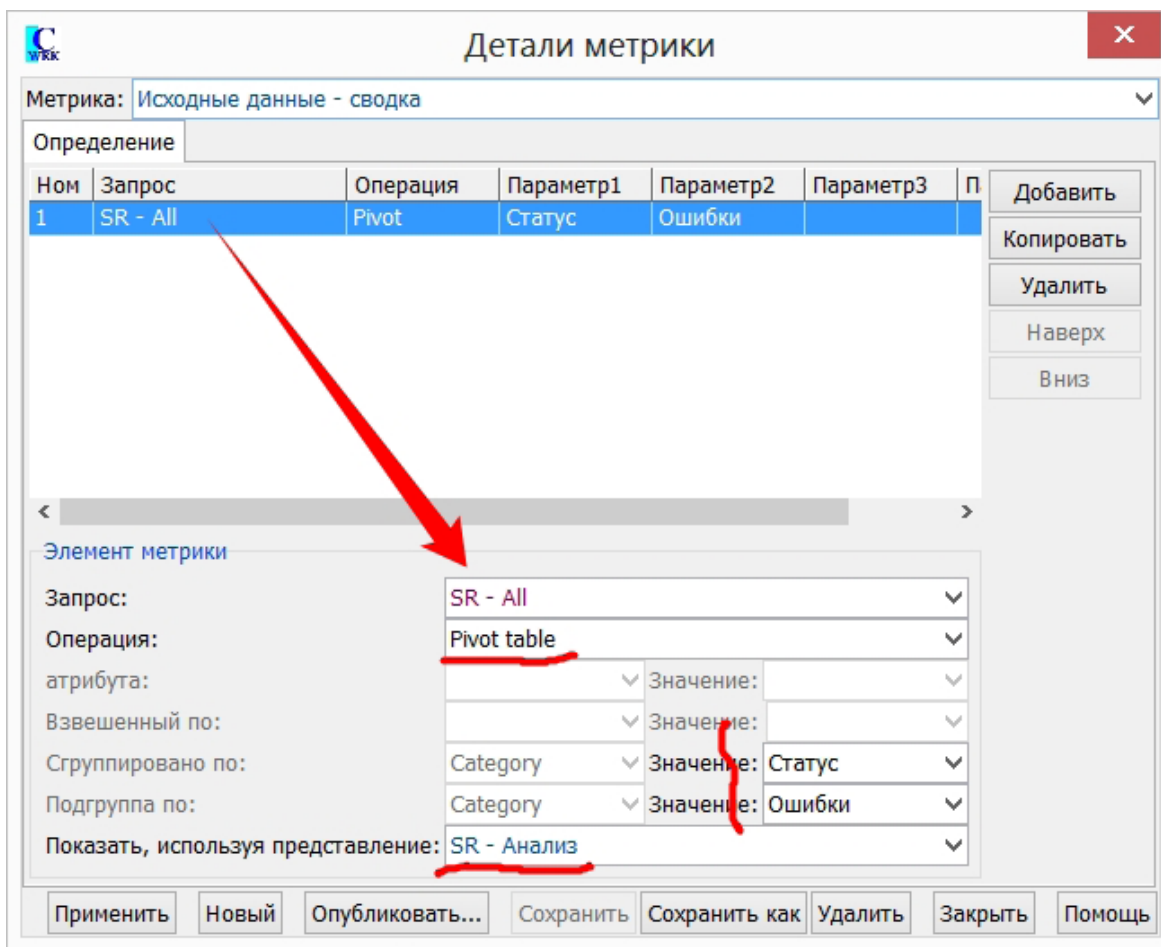 C
WRK
Детали метрики
Метрика: Исходные данные - сводка
Определение
Ном Запрос Операция Параметр1 Параметр2 Параметр3 П
1 SR - All Pivot Статус Ошибки
Добавить
Копировать
Удалить
Наверх
Вниз
Элемент метрики
Запрос: SR - All
Операция: Pivot table
атрибута: Значение:
Взвешенный по: Значение:
Сгруппировано по: Category Значение: Статус
Подгруппа по: Category Значение: Ошибки
Показать, используя представление: SR - Анализ
Применить Новый Опубликовать... Сохранить Сохранить как Удалить Закрыть Помощь